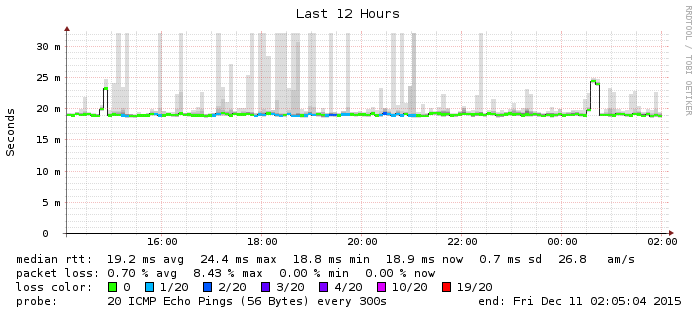 Last 12 Hours
RRDTOOL / TOBI OETIKER
Seconds
30 m
25 m
20 m
15 m
10 m
5 m
0
16:00 18:00 20:00 22:00 00:00 02:00
median rtt: 19.2 ms avg 24.4 ms max 18.8 ms min 18.9 ms now 0.7 ms sd 26.8 am/s
packet loss: 0.70 % avg 8.43 % max 0.00 % min 0.00 % now
loss color: 0 1/20 2/20 3/20 4/20 10/20 19/20
probe: 20 ICMP Echo Pings (56 Bytes) every 300s end: Fri Dec 11 02:05:04 2015